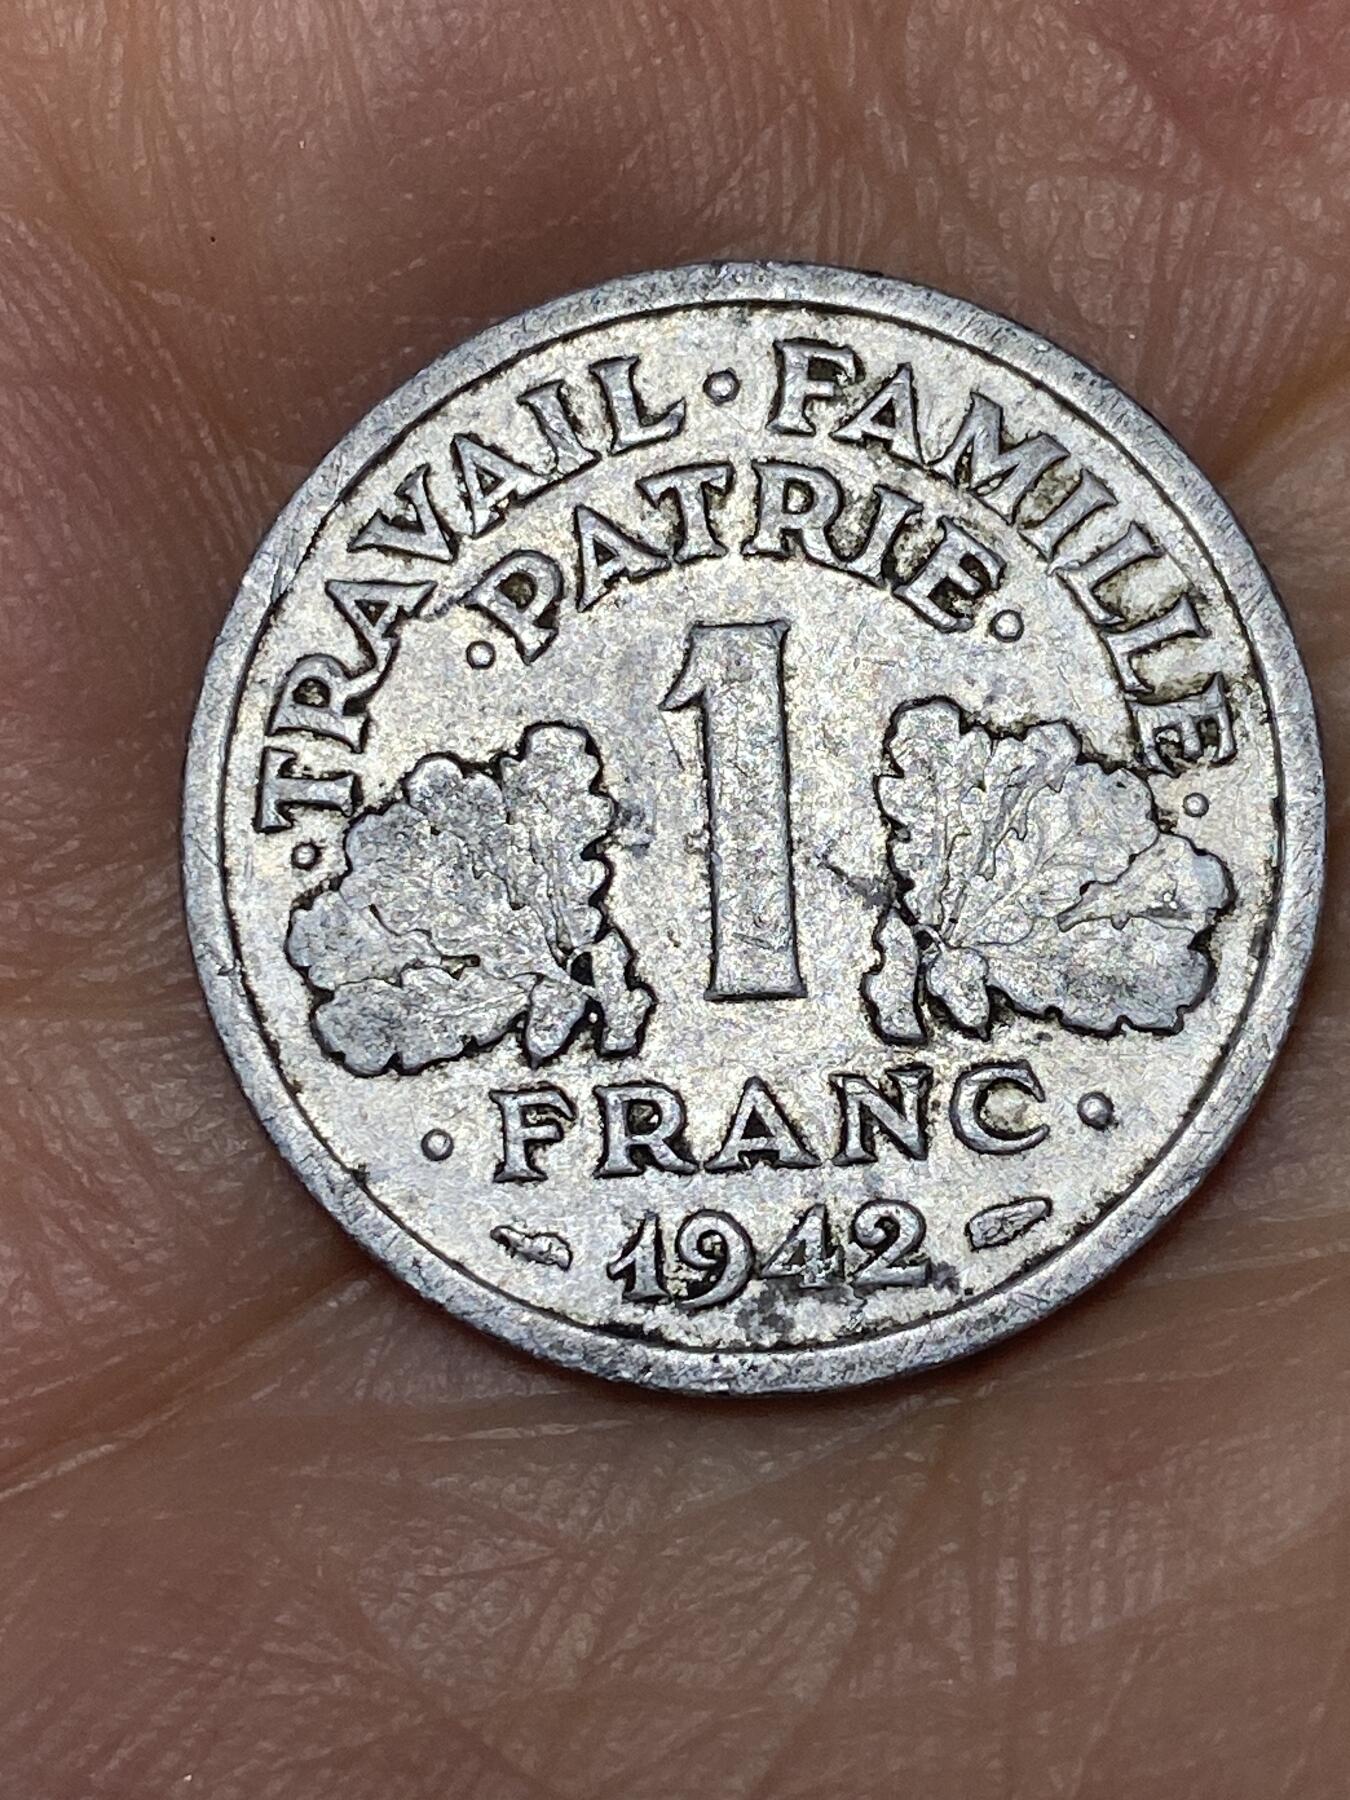 · TRAVAIL · FAMILLE ·
· PATRIE ·
1
· FRANC ·
1942